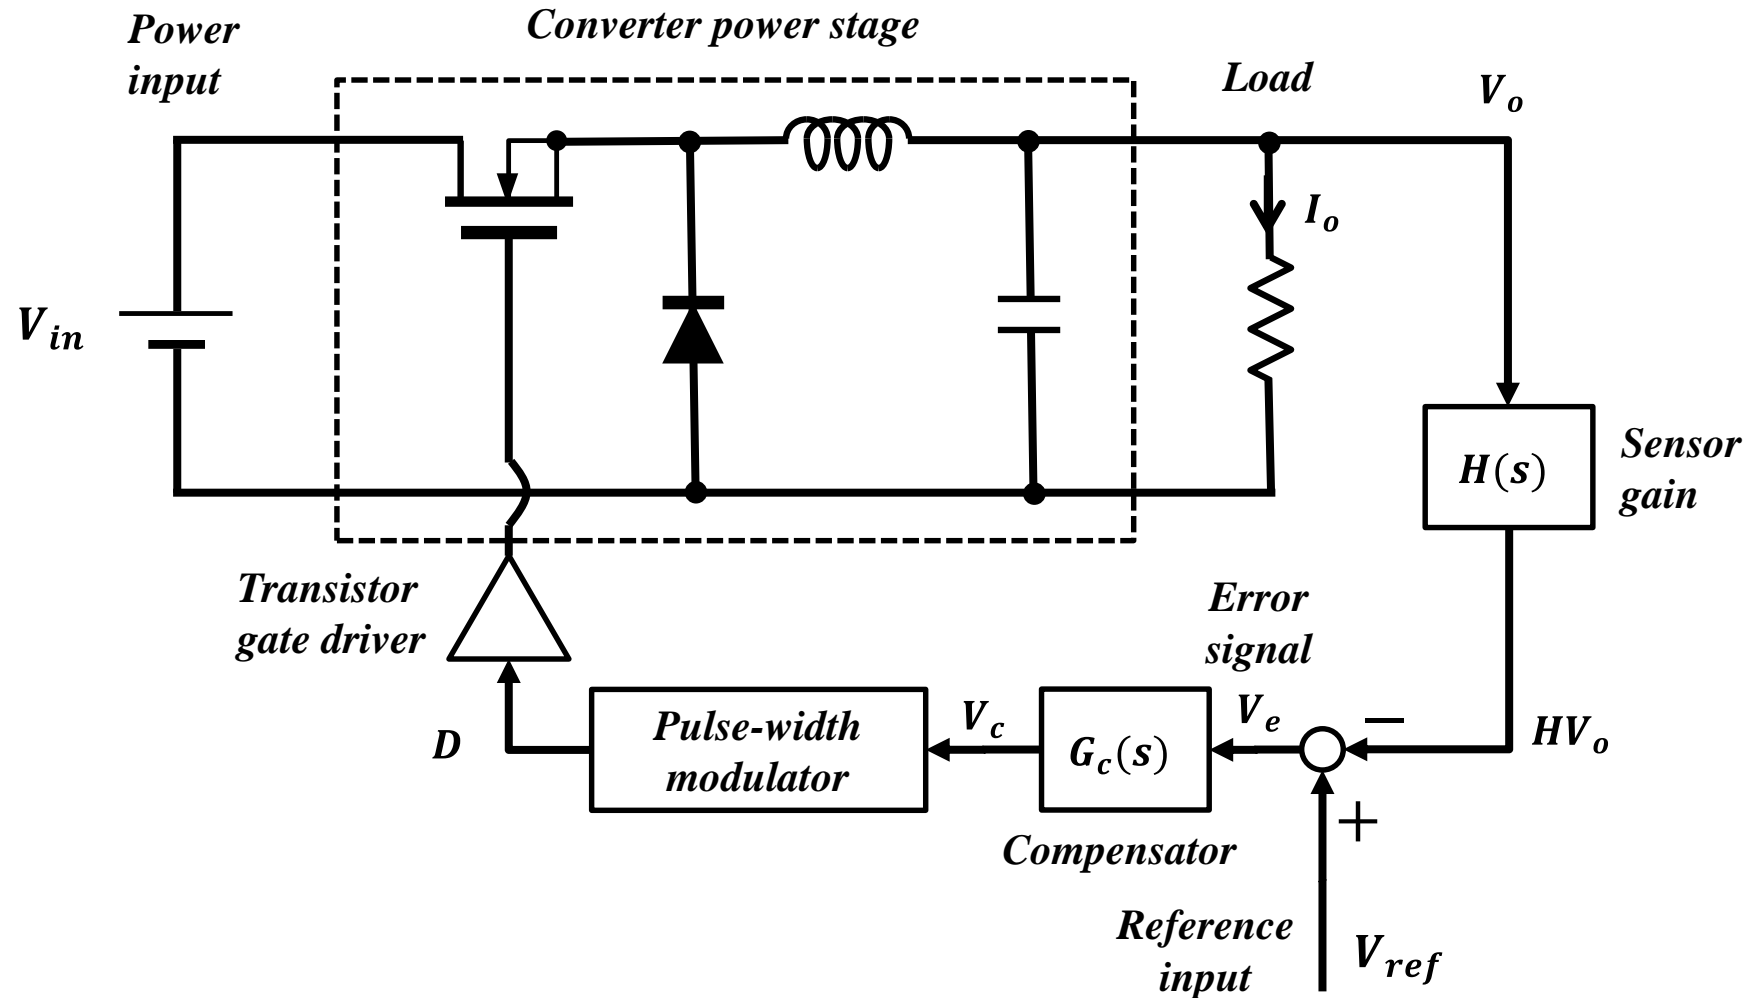 Power
input
Converter power stage
Load
V_o
I_o
V_in
H(s)
Sensor
gain
Transistor
gate driver
Error
signal
D
Pulse-width
modulator
V_c
G_c(s)
V_e
−
HV_o
+
Compensator
Reference
input
V_ref